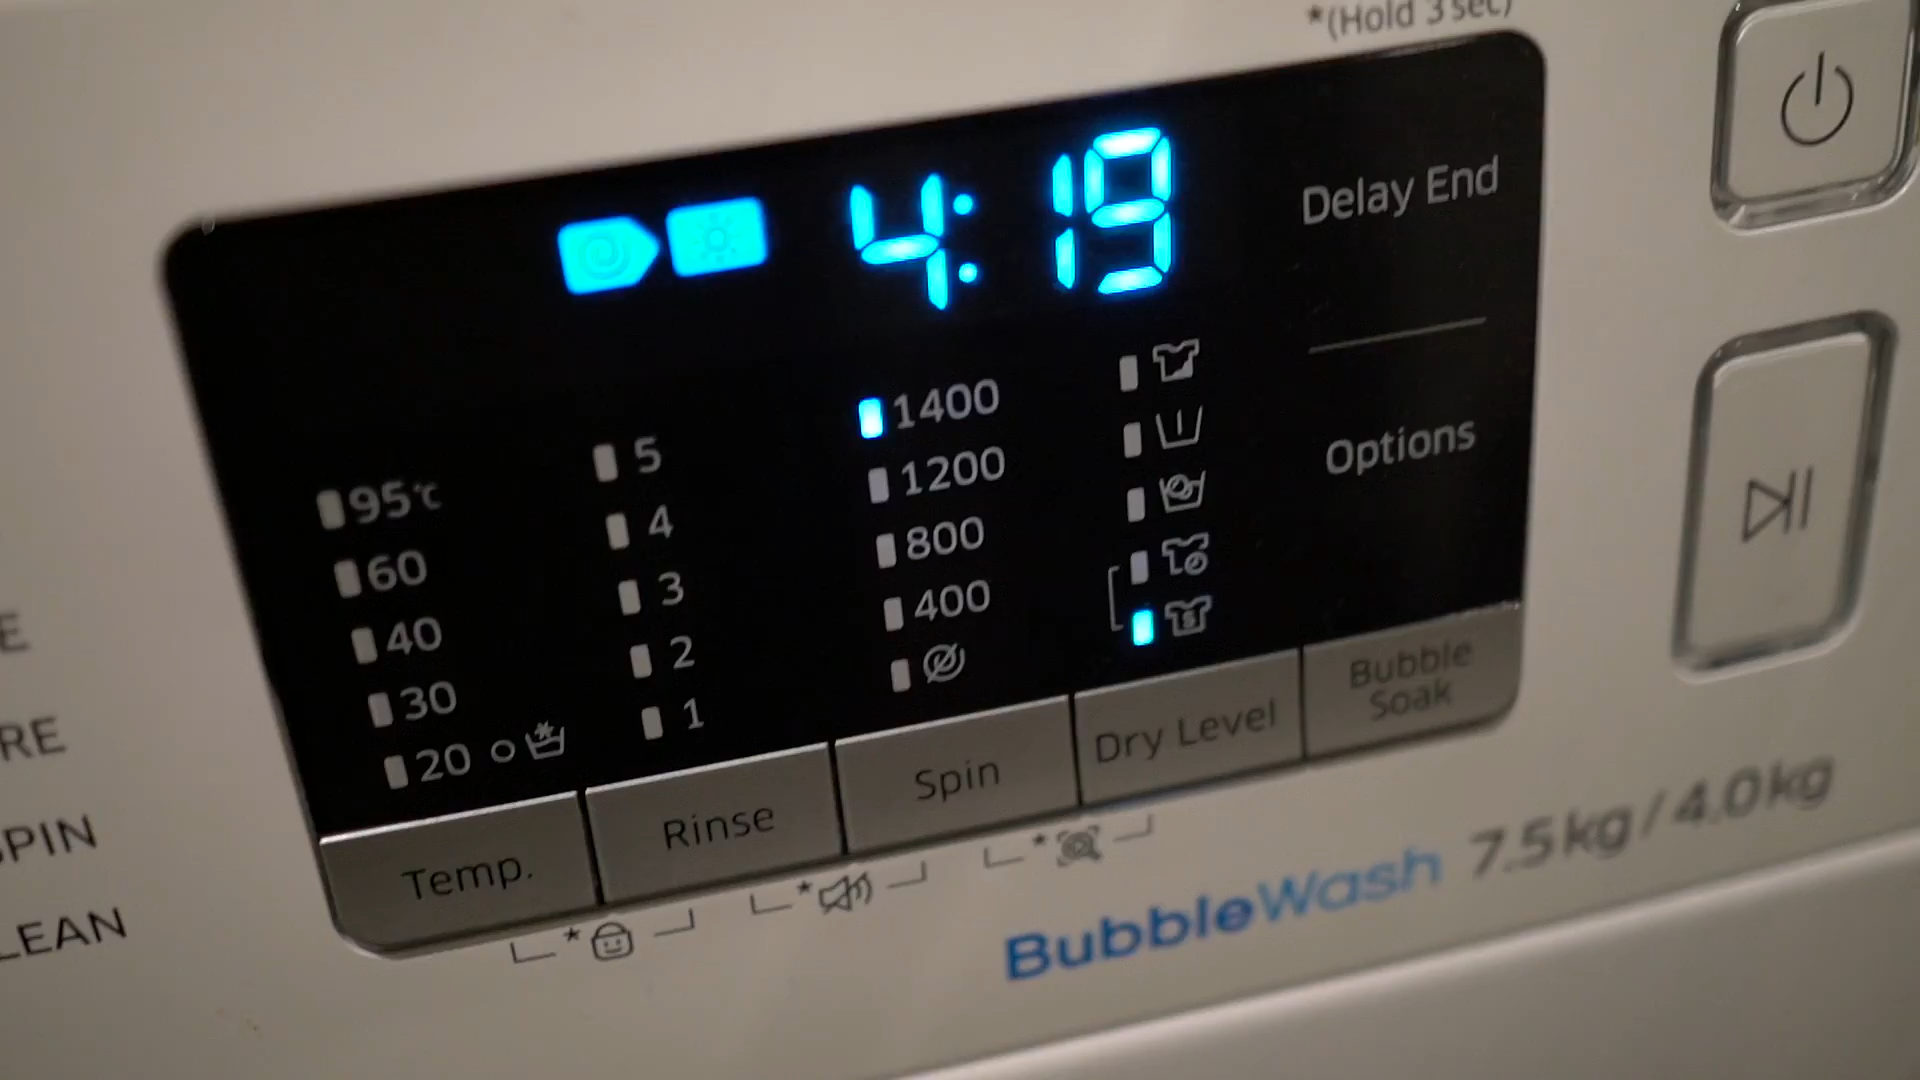 *(Hold 3 sec)
4:19
Delay End
Options
95℃
60
40
30
20
5
4
3
2
1
1400
1200
800
400
Temp.
Rinse
Spin
Dry Level
Bubble
Soak
*
*
*
BubbleWash 7.5kg/4.0kg
E
RE
SPIN
LEAN